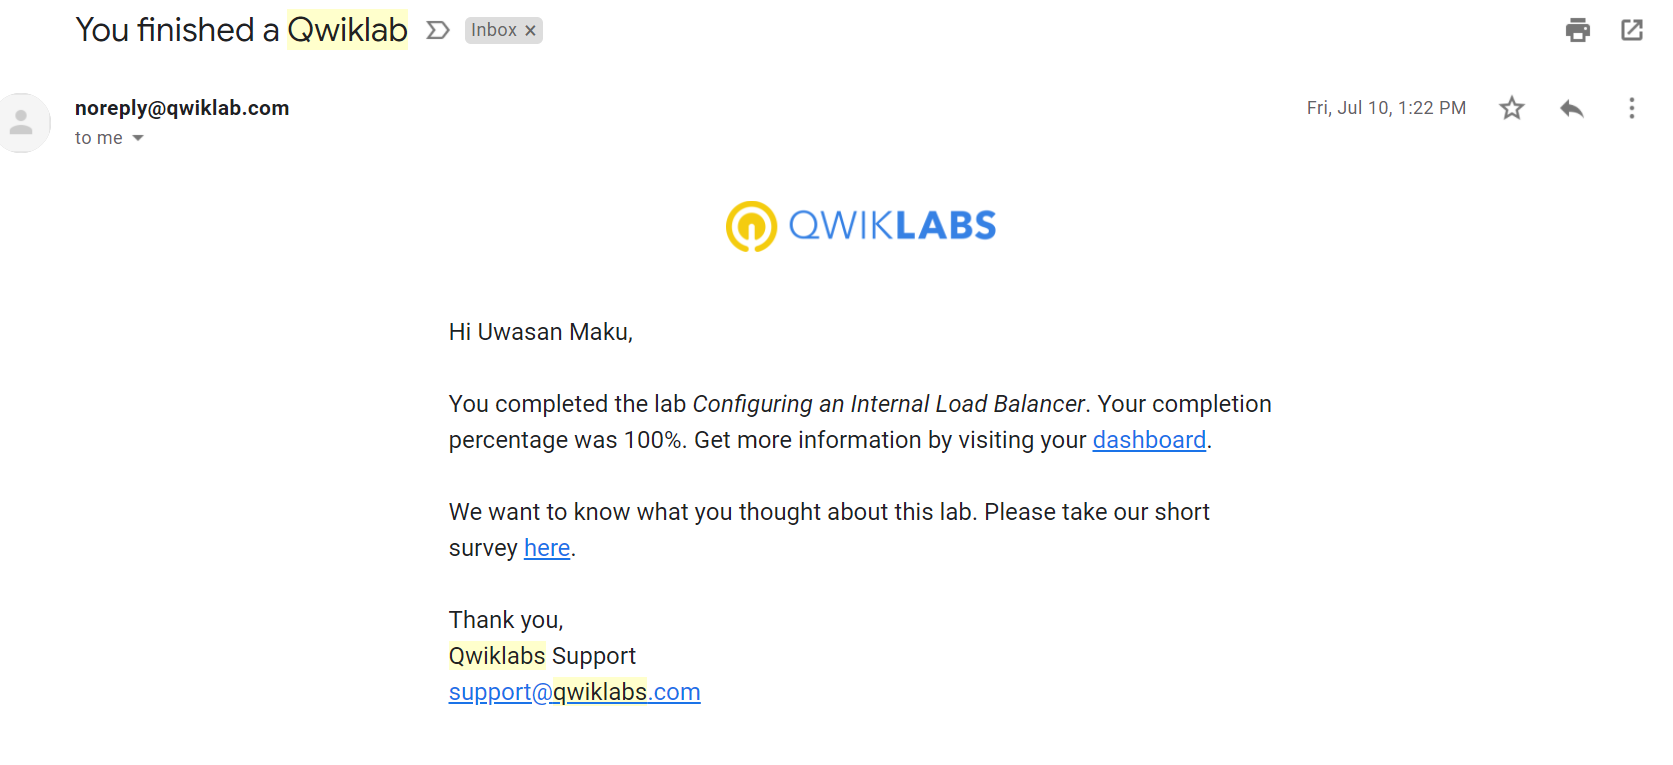 You finished a Qwiklab
Inbox ×
noreply@qwiklab.com
Fri, Jul 10, 1:22 PM
to me
QWIKLABS
Hi Uwasan Maku,
You completed the lab Configuring an Internal Load Balancer. Your completion
percentage was 100%. Get more information by visiting your dashboard.
We want to know what you thought about this lab. Please take our short
survey here.
Thank you,
Qwiklabs Support
support@qwiklabs.com